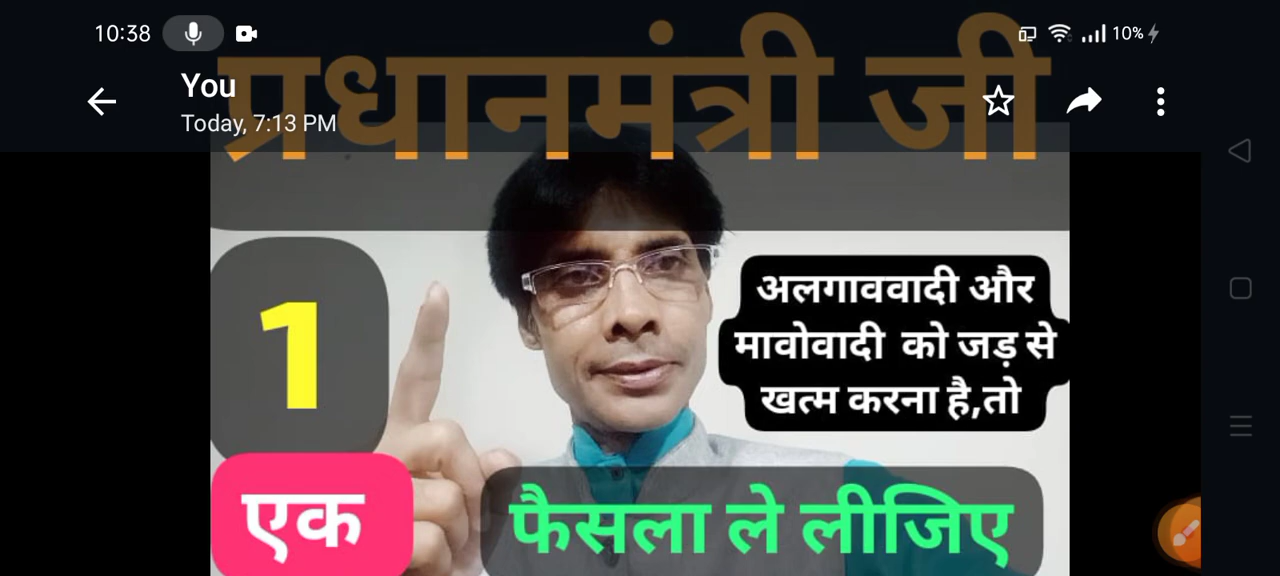 10:38
10%
You
Today, 7:13 PM
प्रधानमंत्री जी
1
अलगाववादी और
मावोवादी को जड़ से
खत्म करना है,तो
एक
फैसला ले लीजिए